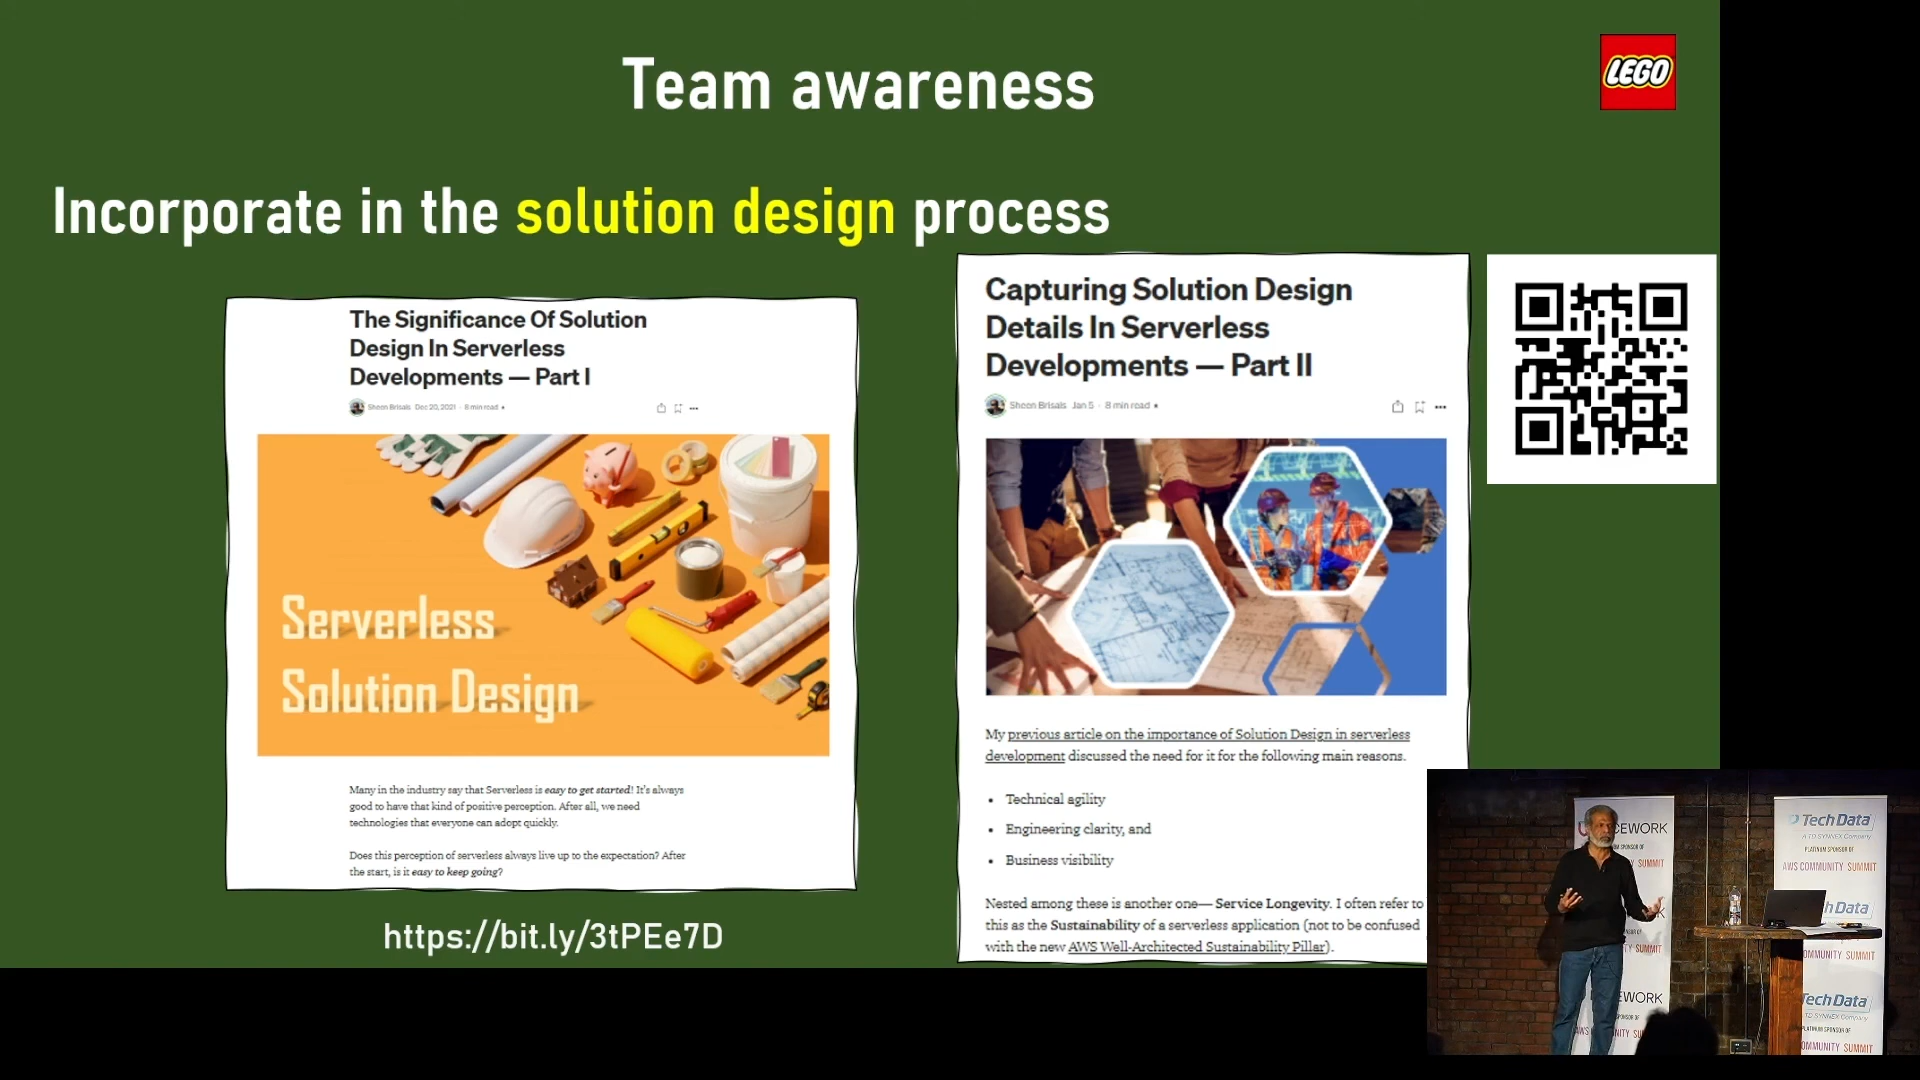 Team awareness
LEGO
Incorporate in the solution design process
The Significance Of Solution
Design In Serverless
Developments — Part I
Sheen Brisals Dec 20, 2021 · 8 min read
Serverless
Solution Design
Many in the industry say that Serverless is easy to get started! It's always
good to have that kind of positive perception. After all, we need
technologies that everyone can adopt quickly.
Does this perception of serverless always live up to the expectation? After
the start, is it easy to keep going?
https://bit.ly/3tPEe7D
Capturing Solution Design
Details In Serverless
Developments — Part II
Sheen Brisals Jan 5 · 8 min read
My previous article on the importance of Solution Design in serverless
development discussed the need for it for the following main reasons.
• Technical agility
• Engineering clarity, and
• Business visibility
Nested among these is another one— Service Longevity. I often refer to
this as the Sustainability of a serverless application (not to be confused
with the new AWS Well-Architected Sustainability Pillar).
TechData
A TD SYNNEX Company
PLATINUM SPONSOR OF
AWS COMMUNITY SUMMIT
TechData
PLATINUM SPONSOR OF
COMMUNITY SUMMIT